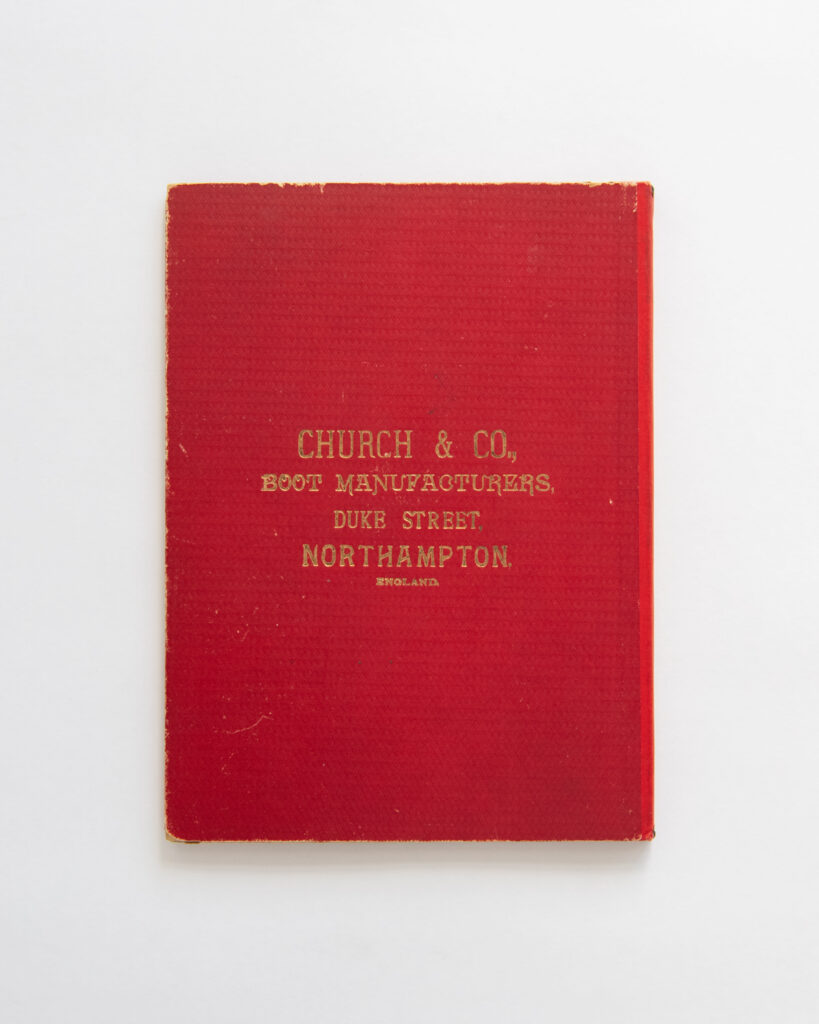 CHURCH & CO.,
BOOT MANUFACTURERS,
DUKE STREET,
NORTHAMPTON,
ENGLAND.